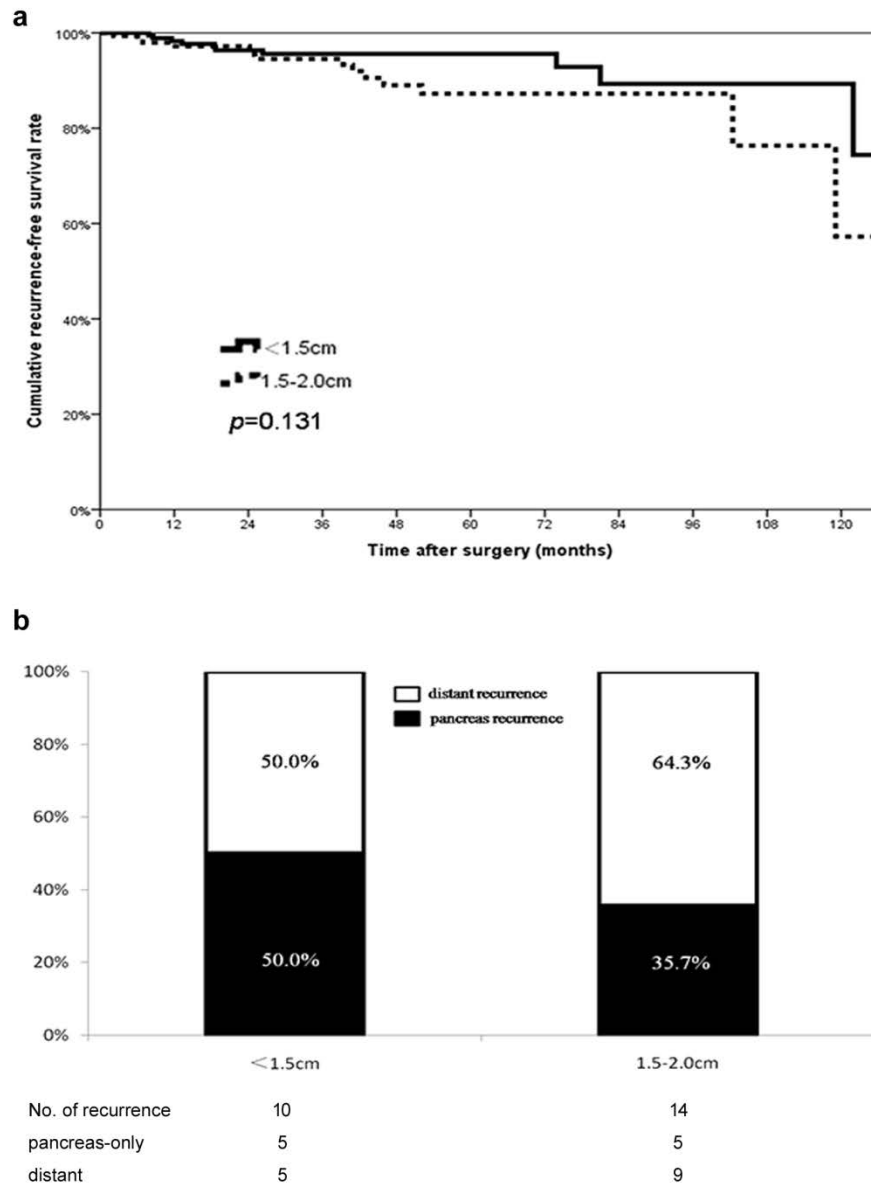 a
Cumulative recurrence-free survival rate
100%
80%
60%
40%
20%
0%
<1.5cm
1.5-2.0cm
p=0.131
0 12 24 36 48 60 72 84 96 108 120
Time after surgery (months)
b
100%
80%
60%
40%
20%
0%
distant recurrence
pancreas recurrence
50.0% 64.3%
50.0% 35.7%
<1.5cm 1.5-2.0cm
No. of recurrence 10 14
pancreas-only 5 5
distant 5 9